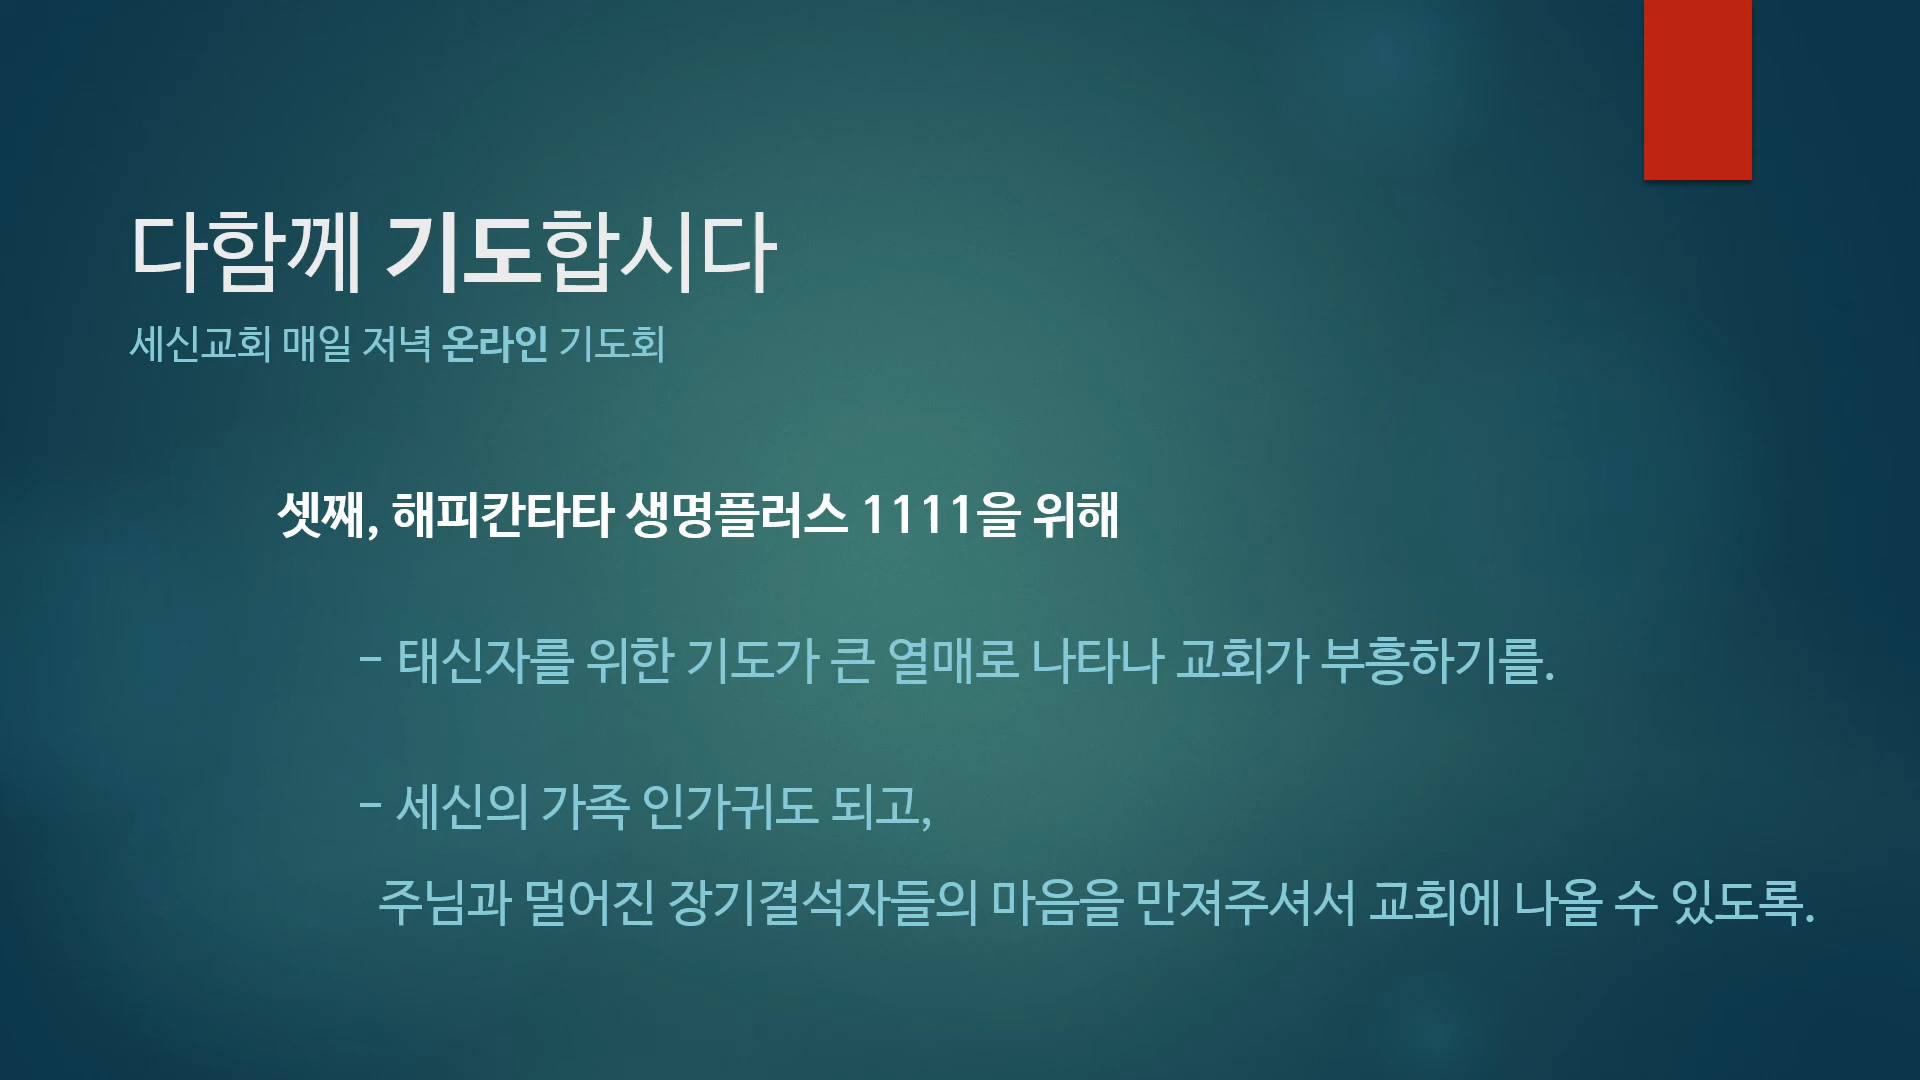 다함께 기도합시다
세신교회 매일 저녁 온라인 기도회
셋째, 해피칸타타 생명플러스 1111을 위해
- 태신자를 위한 기도가 큰 열매로 나타나 교회가 부흥하기를.
- 세신의 가족 인가귀도 되고,
주님과 멀어진 장기결석자들의 마음을 만져주셔서 교회에 나올 수 있도록.